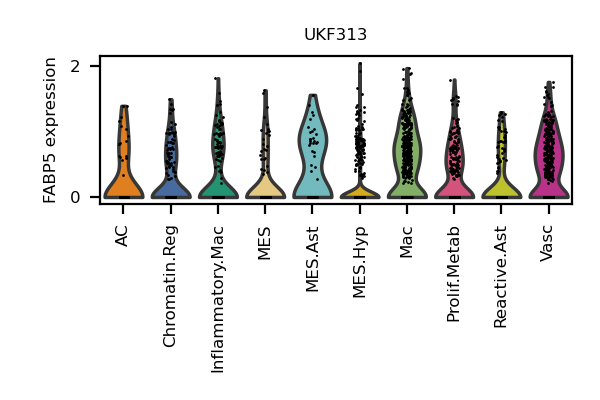 UKF313
FABP5 expression
2
0
AC
Chromatin.Reg
Inflammatory.Mac
MES
MES.Ast
MES.Hyp
Mac
Prolif.Metab
Reactive.Ast
Vasc